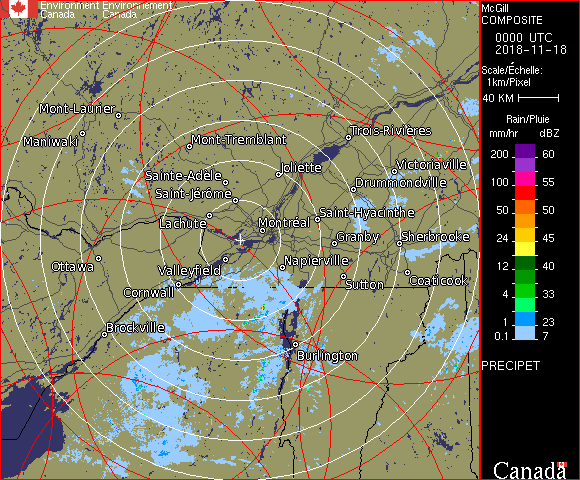 Environment Environnement
Canada Canada
McGill
COMPOSITE
0000 UTC
2018-11-18
Scale/Échelle:
1km/Pixel
40 KM
Rain/Pluie
mm/hr dBZ
200 60
100 55
50 50
24 45
12 40
4 33
1 23
0.1 7
PRECIPET
Canada
Mont-Laurier
Maniwaki
Mont-Tremblant
Trois-Rivières
Sainte-Adèle
Joliette
Victoriaville
Saint-Jérôme
Drummondville
Lachute
Montréal
Saint-Hyacinthe
Ottawa
Valleyfield
Napierville
Granby
Sherbrooke
Cornwall
Sutton
Coaticook
Brockville
Burlington